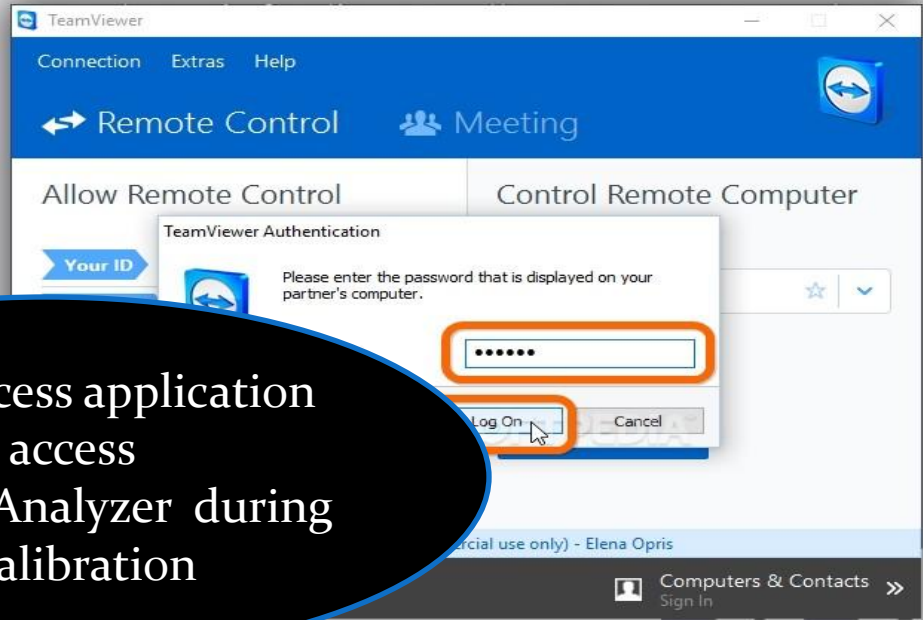 TeamViewer
Connection Extras Help
Remote Control Meeting
Allow Remote Control Control Remote Computer
TeamViewer Authentication
Your ID
Please enter the password that is displayed on your
partner's computer.
••••••
Log On Cancel
cess application
access
Analyzer during
alibration
rcial use only) - Elena Opris
Computers & Contacts
Sign In